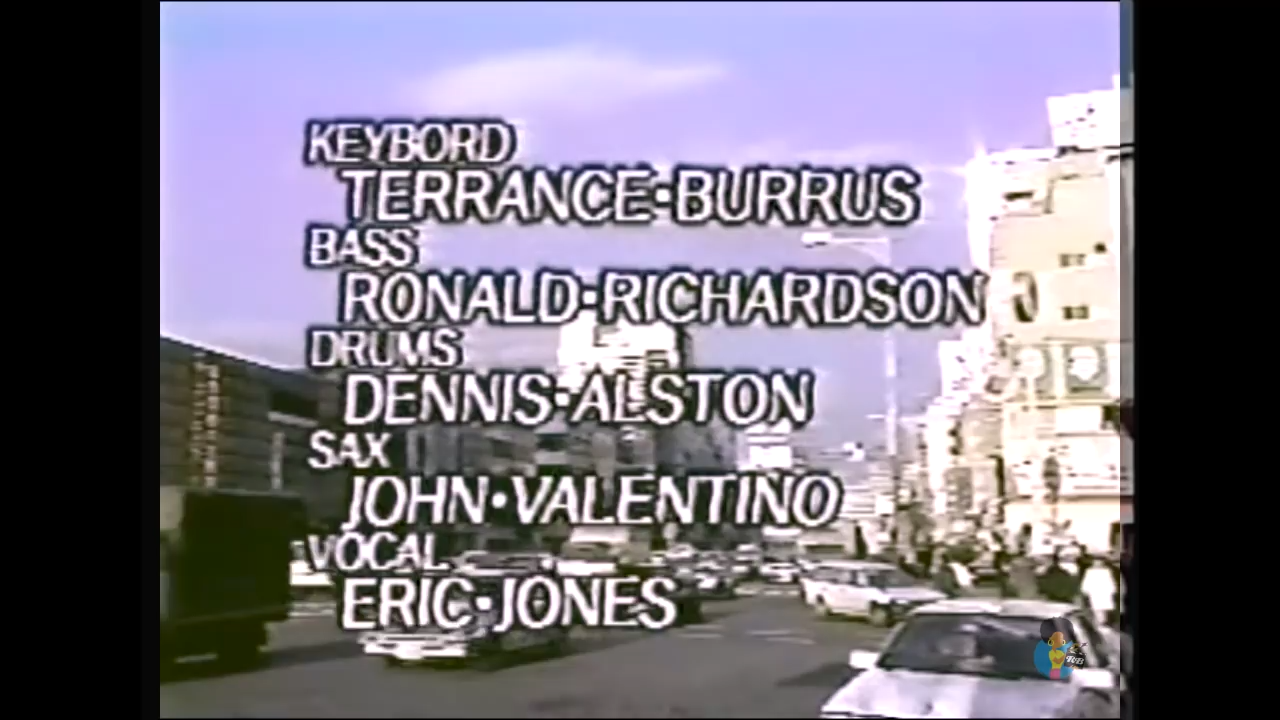 KEYBORD
TERRANCE・BURRUS
BASS
RONALD・RICHARDSON
DRUMS
DENNIS・ALSTON
SAX
JOHN・VALENTINO
VOCAL
ERIC・JONES